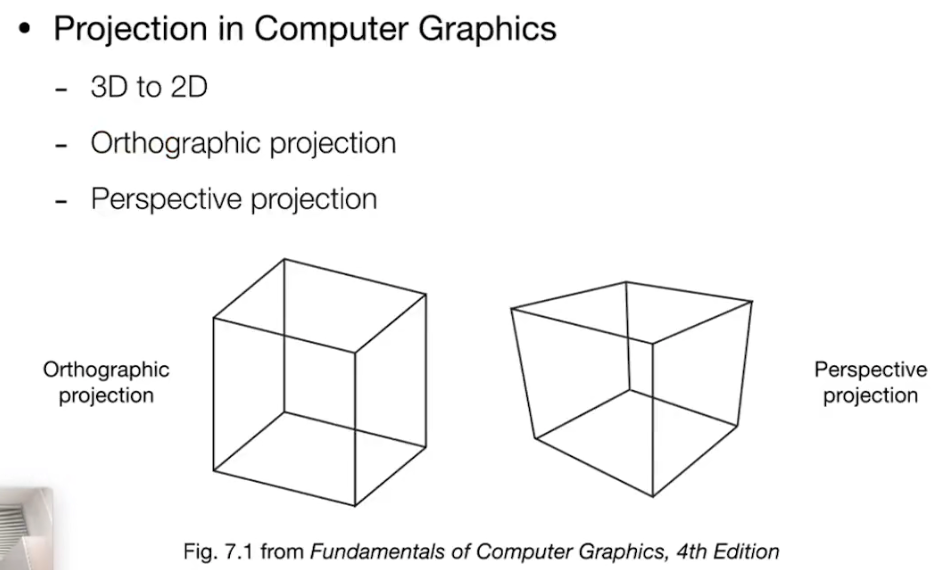 • Projection in Computer Graphics
- 3D to 2D
- Orthographic projection
- Perspective projection
Orthographic
projection
Perspective
projection
Fig. 7.1 from Fundamentals of Computer Graphics, 4th Edition